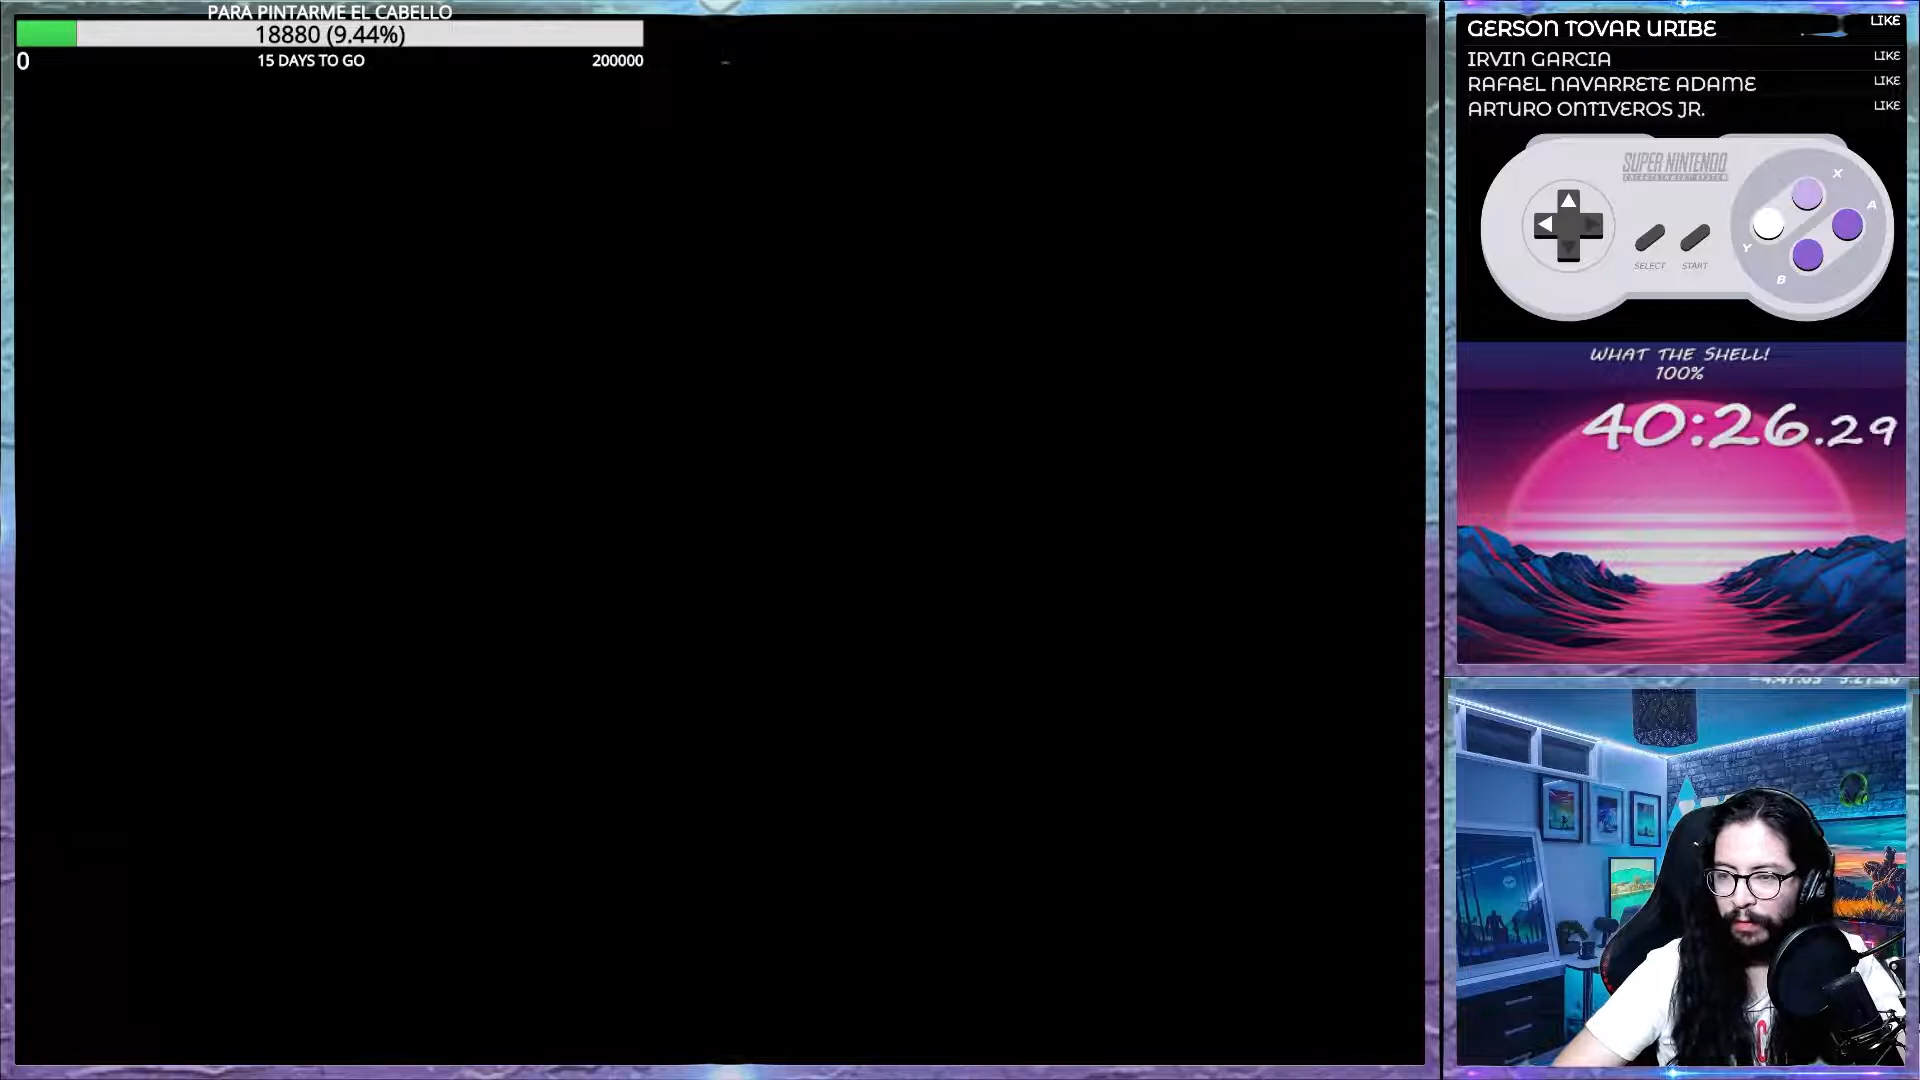 PARA PINTARME EL CABELLO
18880 (9.44%)
0
15 DAYS TO GO
200000
GERSON TOVAR URIBE LIKE
IRVIN GARCIA LIKE
RAFAEL NAVARRETE ADAME LIKE
ARTURO ONTIVEROS JR. LIKE
SUPER NINTENDO
ENTERTAINMENT SYSTEM
X
A
Y
B
SELECT START
WHAT THE SHELL!
100%
40:26.29